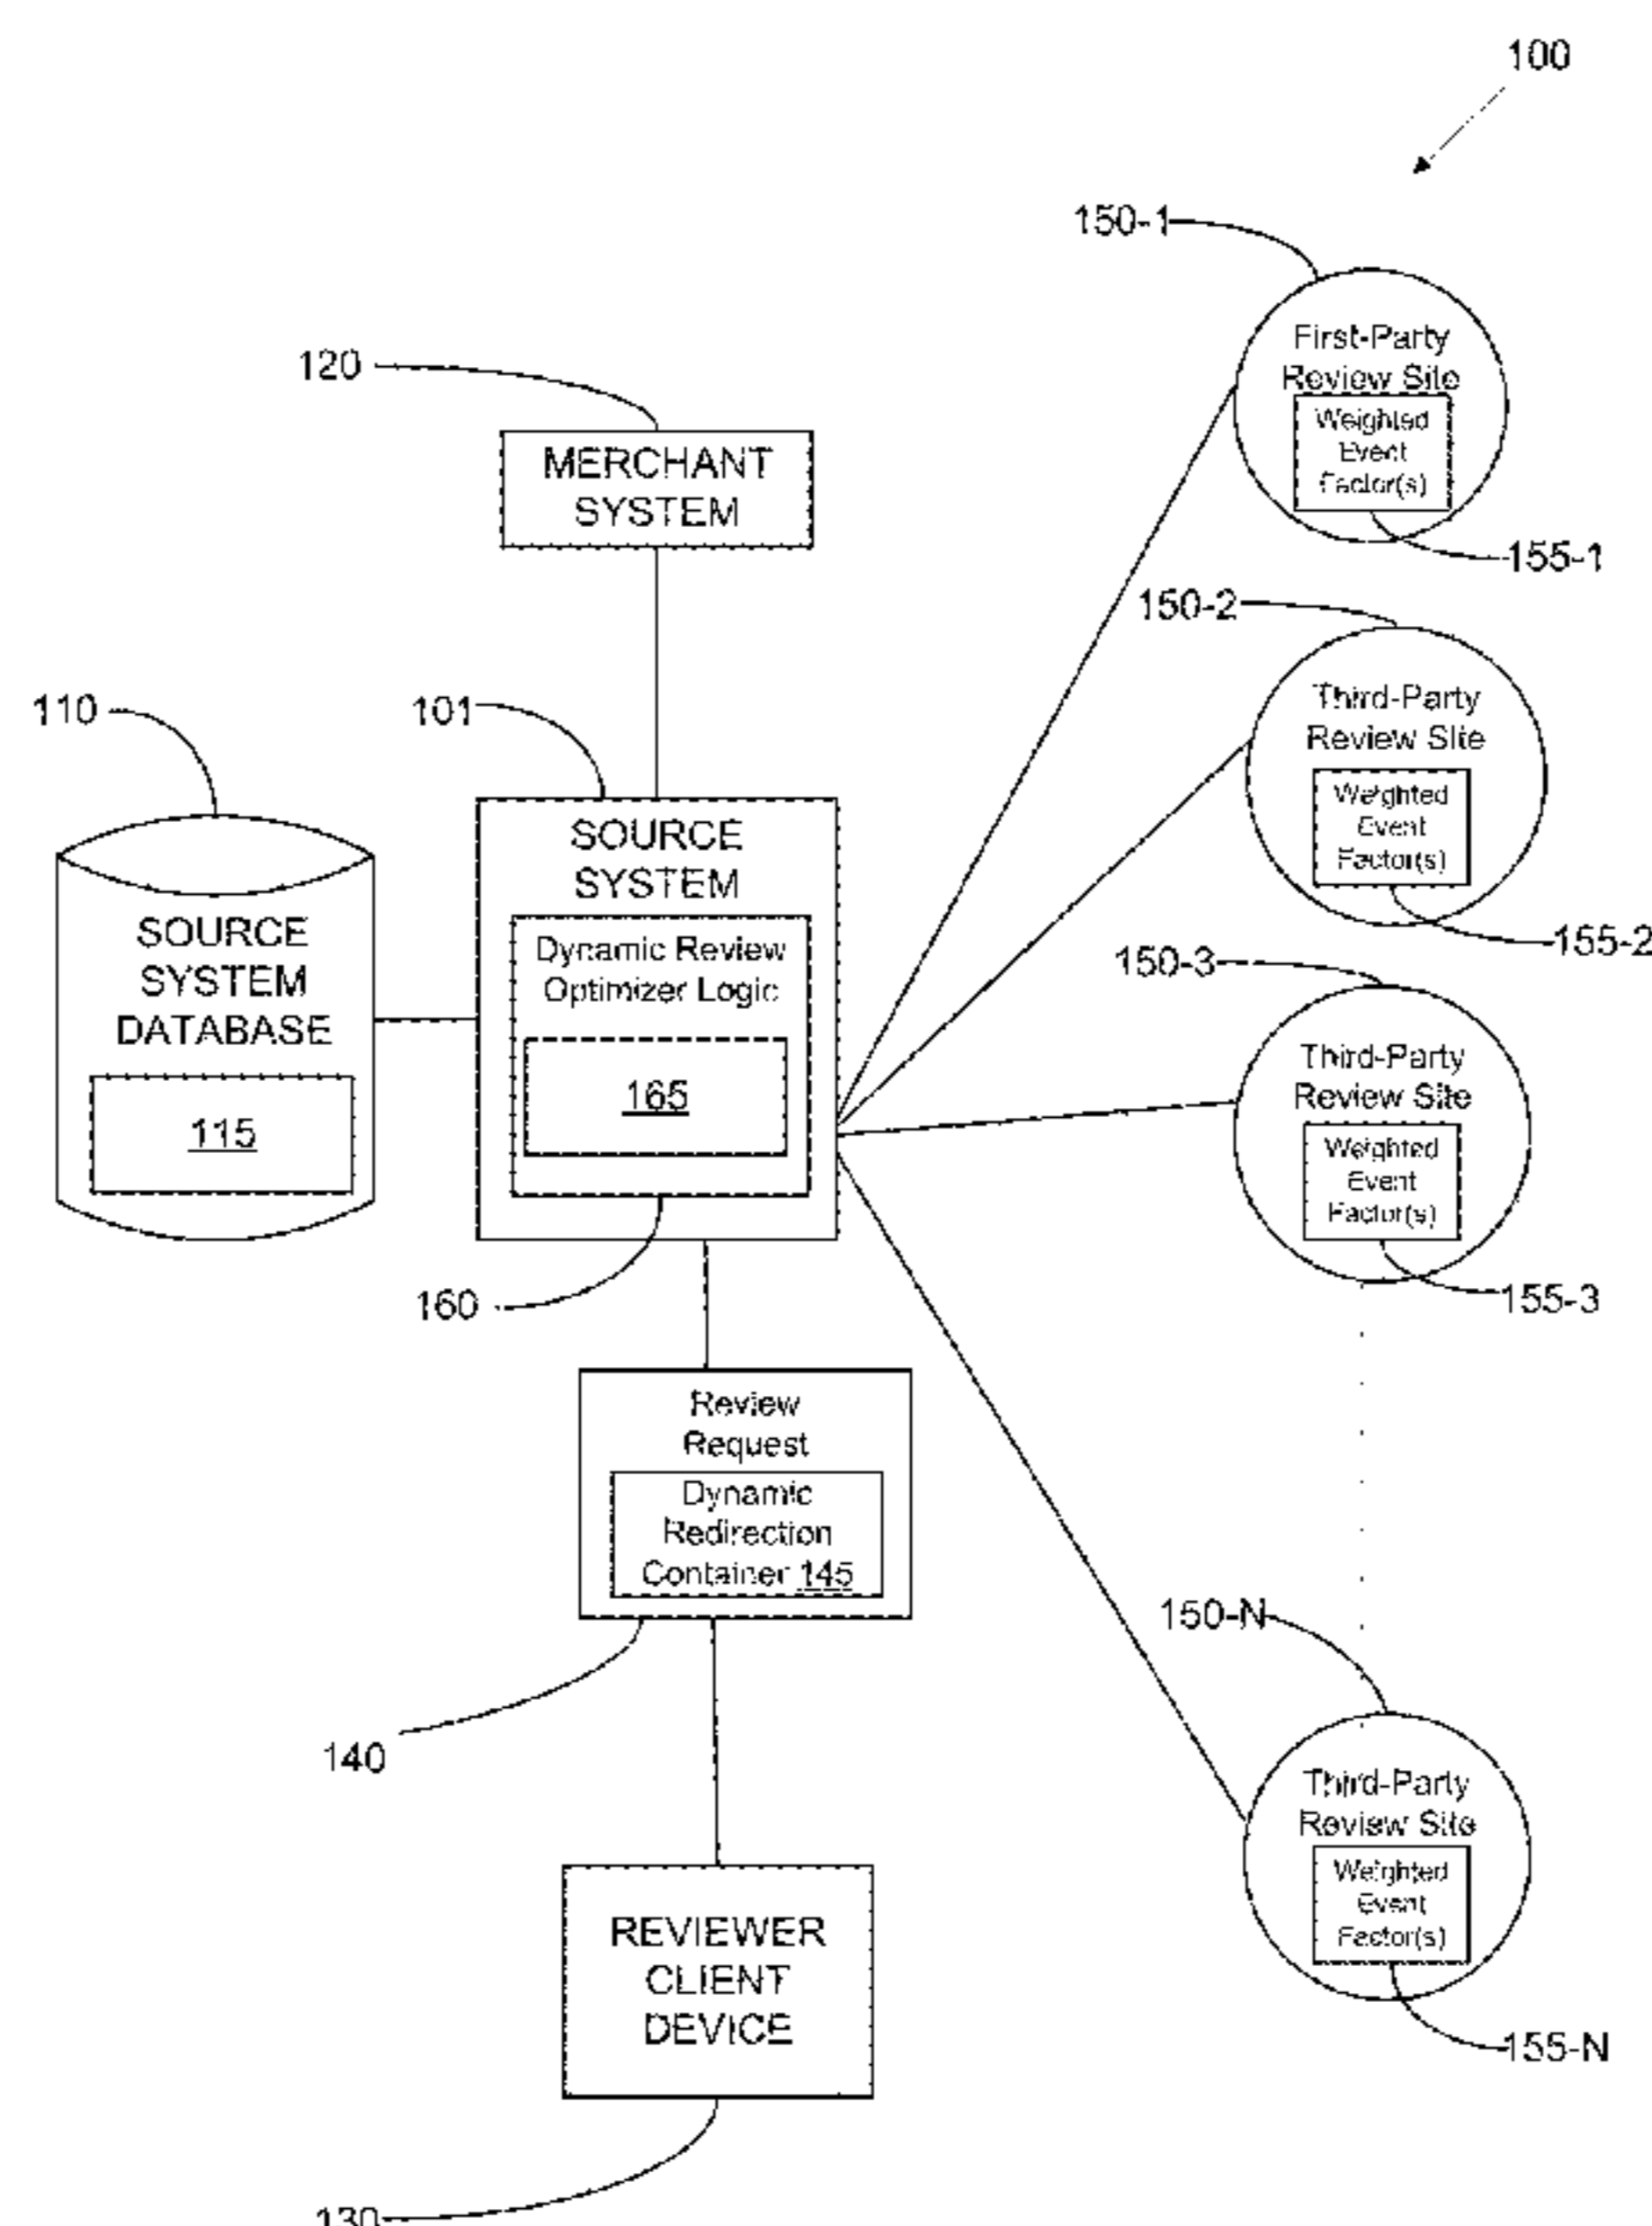 100
150-1
First-Party
Review Site
Weighted
Event
Factor(s)
155-1
120
MERCHANT
SYSTEM
150-2
Third-Party
Review Site
Weighted
Event
Factor(s)
155-2
110
101
SOURCE
SYSTEM
DATABASE
115
SOURCE
SYSTEM
Dynamic Review
Optimizer Logic
165
160
150-3
Third-Party
Review Site
Weighted
Event
Factor(s)
155-3
Review
Request
Dynamic
Redirection
Container 145
140
150-N
Third-Party
Review Site
Weighted
Event
Factor(s)
155-N
REVIEWER
CLIENT
DEVICE
130